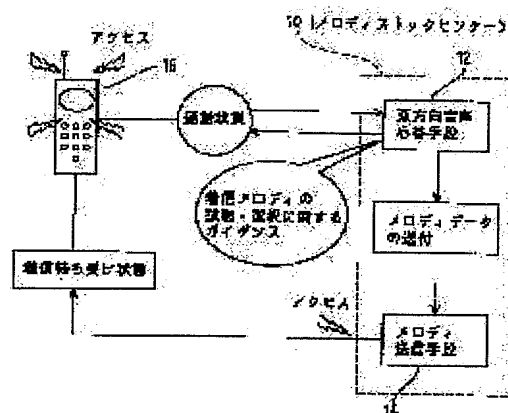 アクセス
10 (メロディストックセンター)
16
12
通話状態
双方向音声
応答手段
着信メロディの
試聴・選択に関する
ガイダンス
メロディデータ
の送付
着信待ち受け状態
アクセス
メロディ
送信手段
14